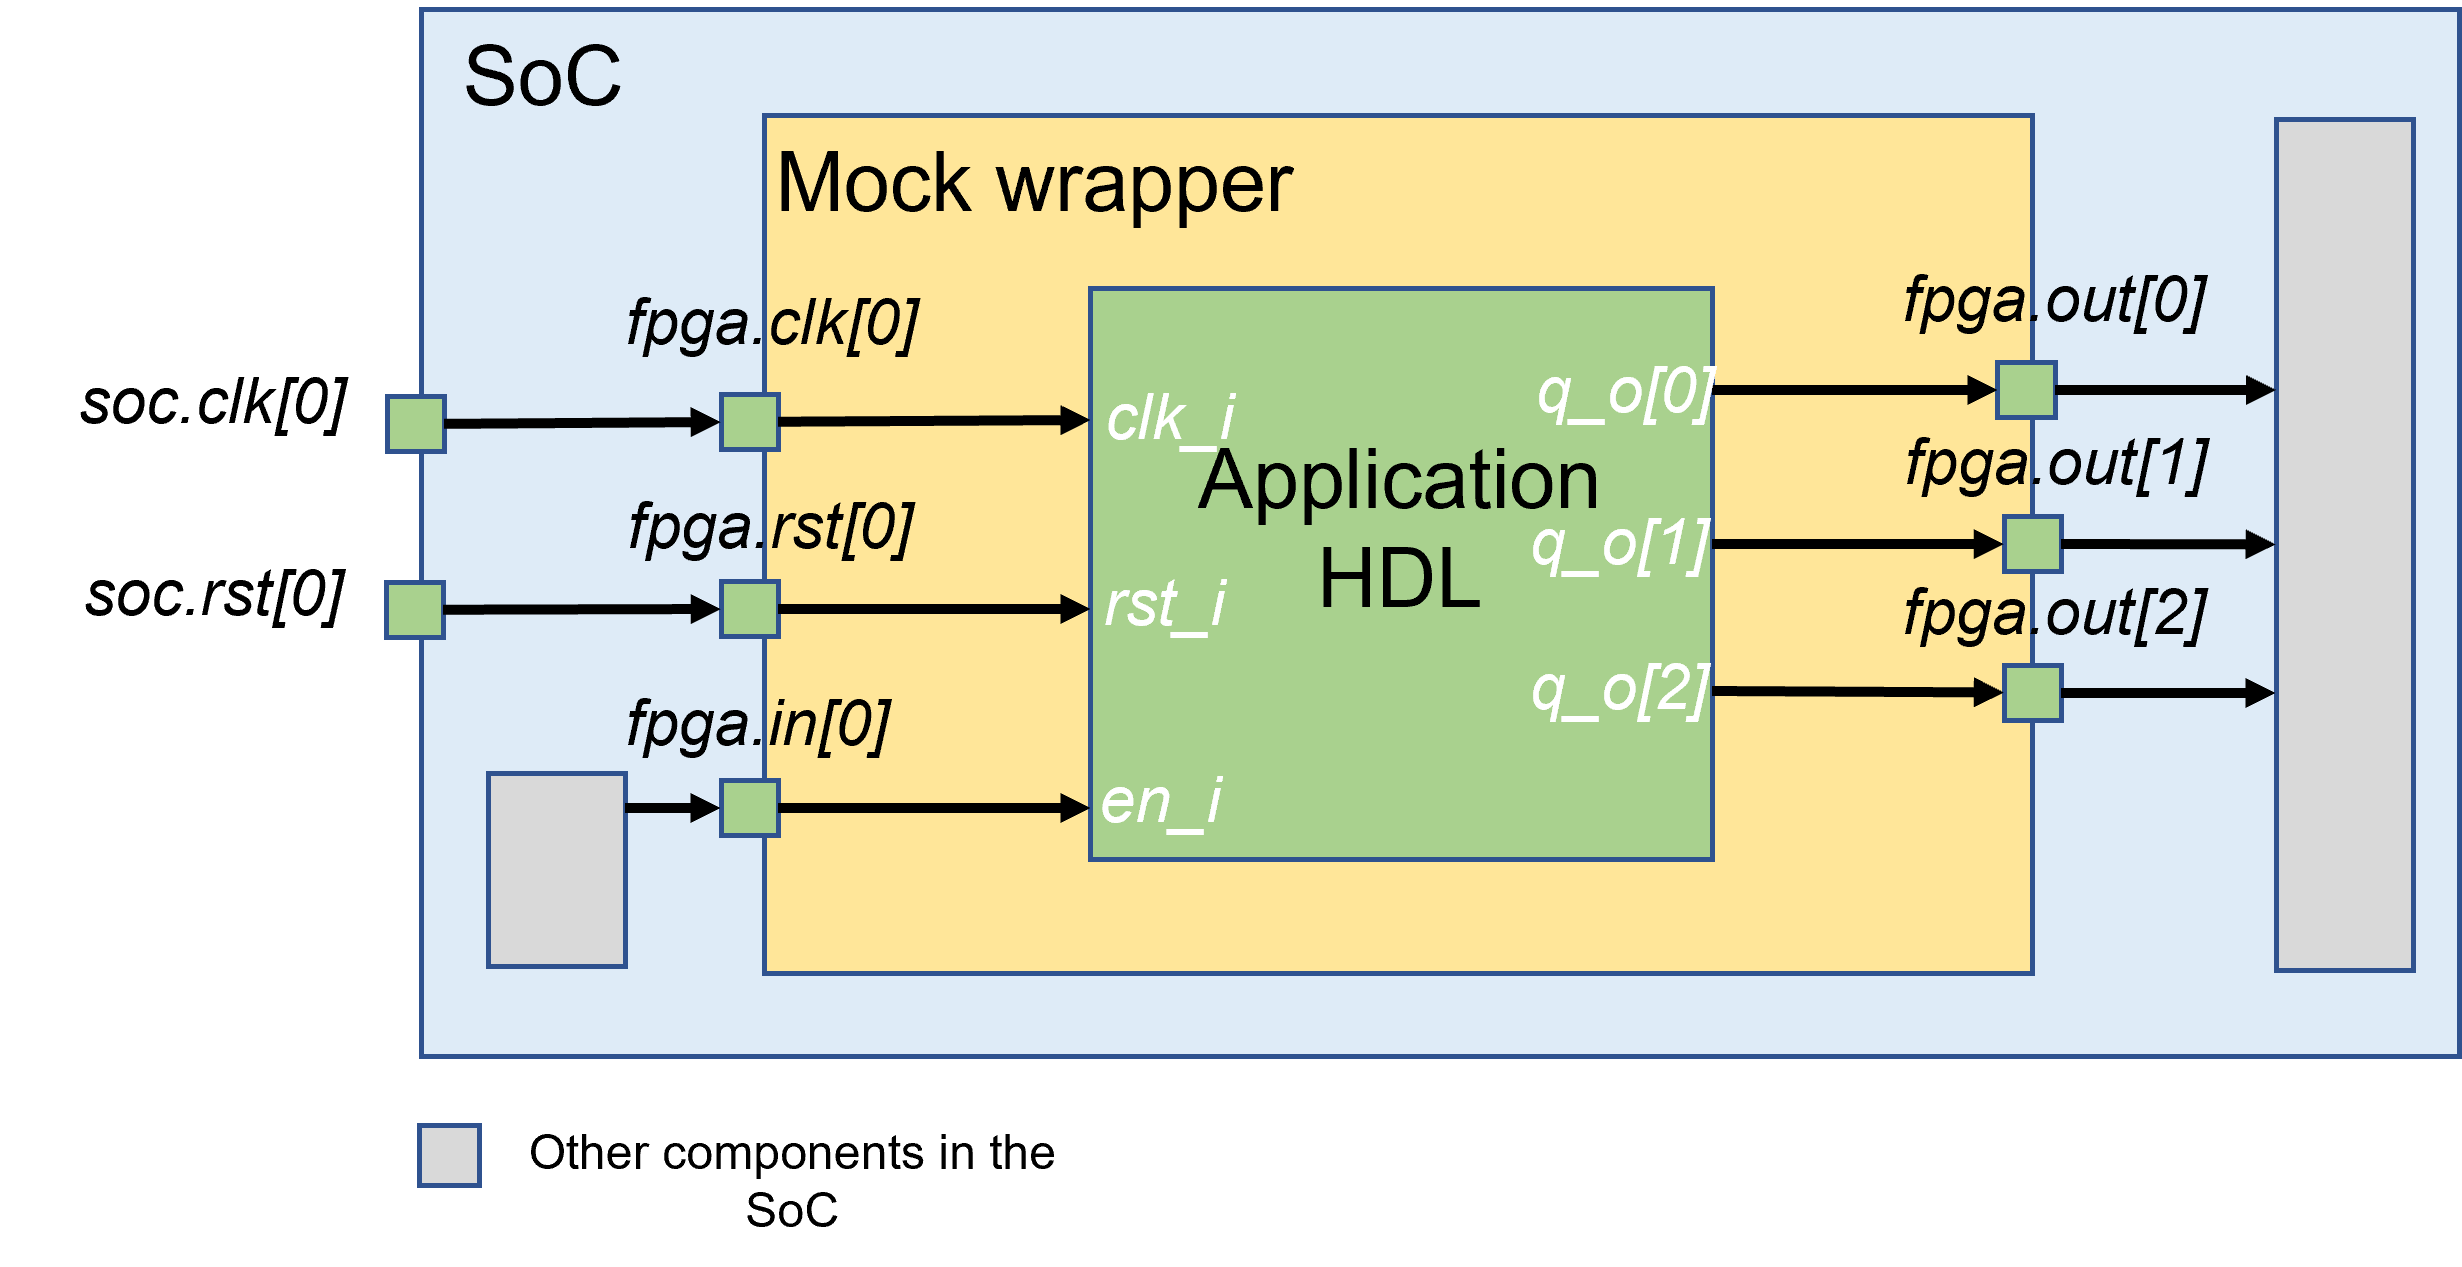 SoC
Mock wrapper
fpga.clk[0]
fpga.out[0]
soc.clk[0]
clk_i
q_o[0]
fpga.out[1]
Application
HDL
fpga.rst[0]
q_o[1]
soc.rst[0]
rst_i
fpga.out[2]
q_o[2]
fpga.in[0]
en_i
Other components in the
SoC